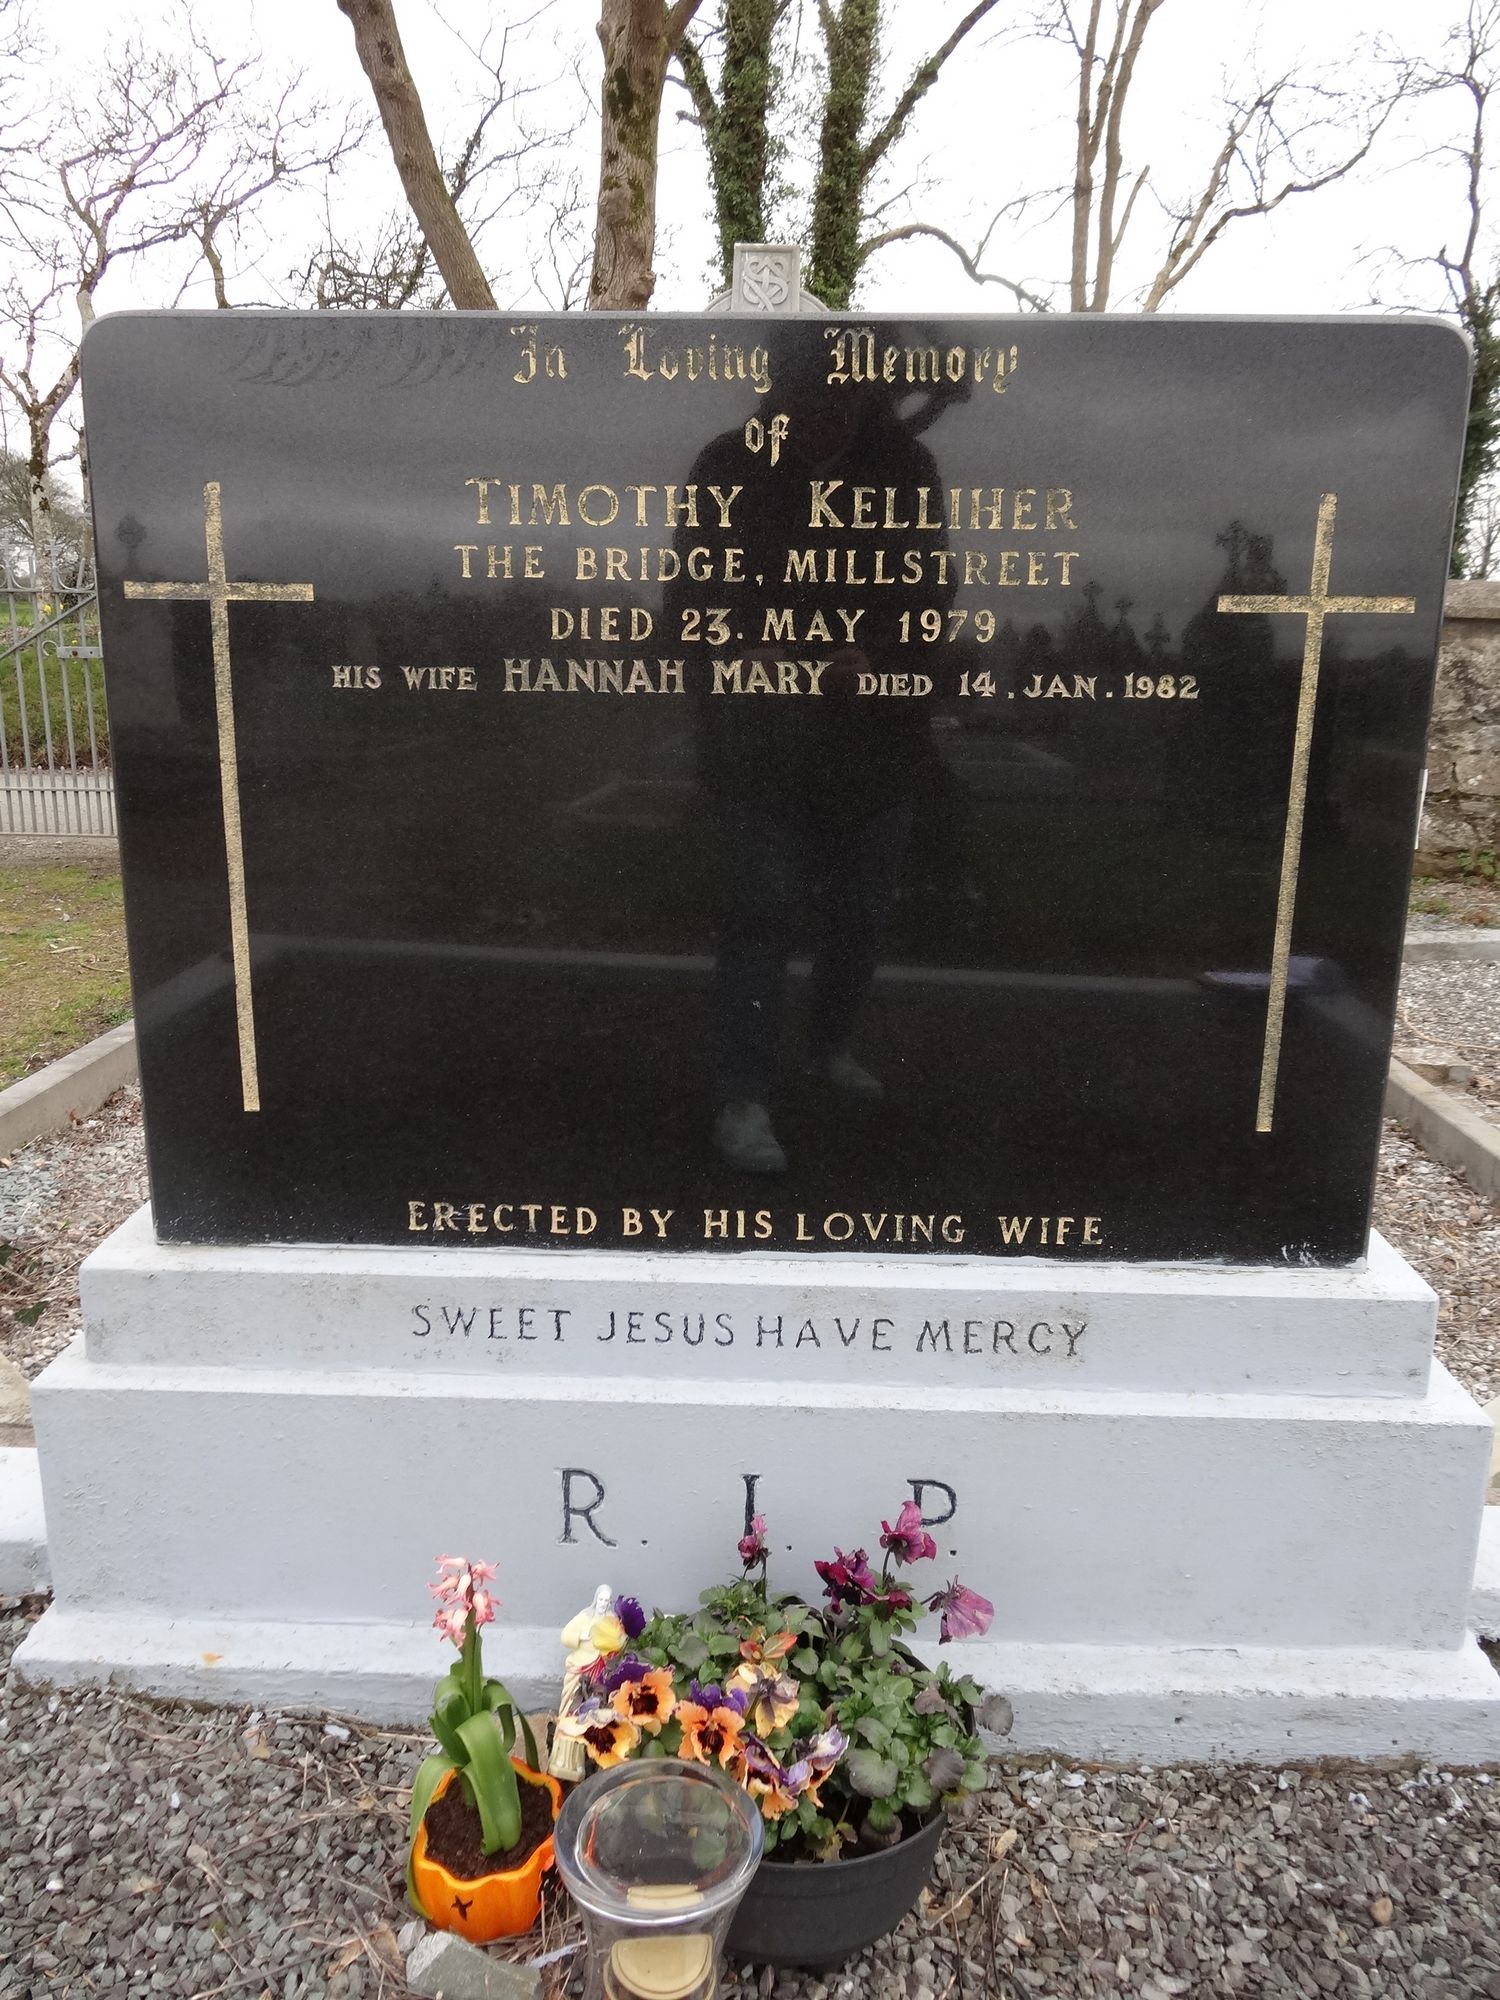 In Loving Memory
of
TIMOTHY KELLIHER
THE BRIDGE, MILLSTREET
DIED 23. MAY 1979
HIS WIFE HANNAH MARY DIED 14. JAN. 1982
ERECTED BY HIS LOVING WIFE
SWEET JESUS HAVE MERCY
R. I. P.